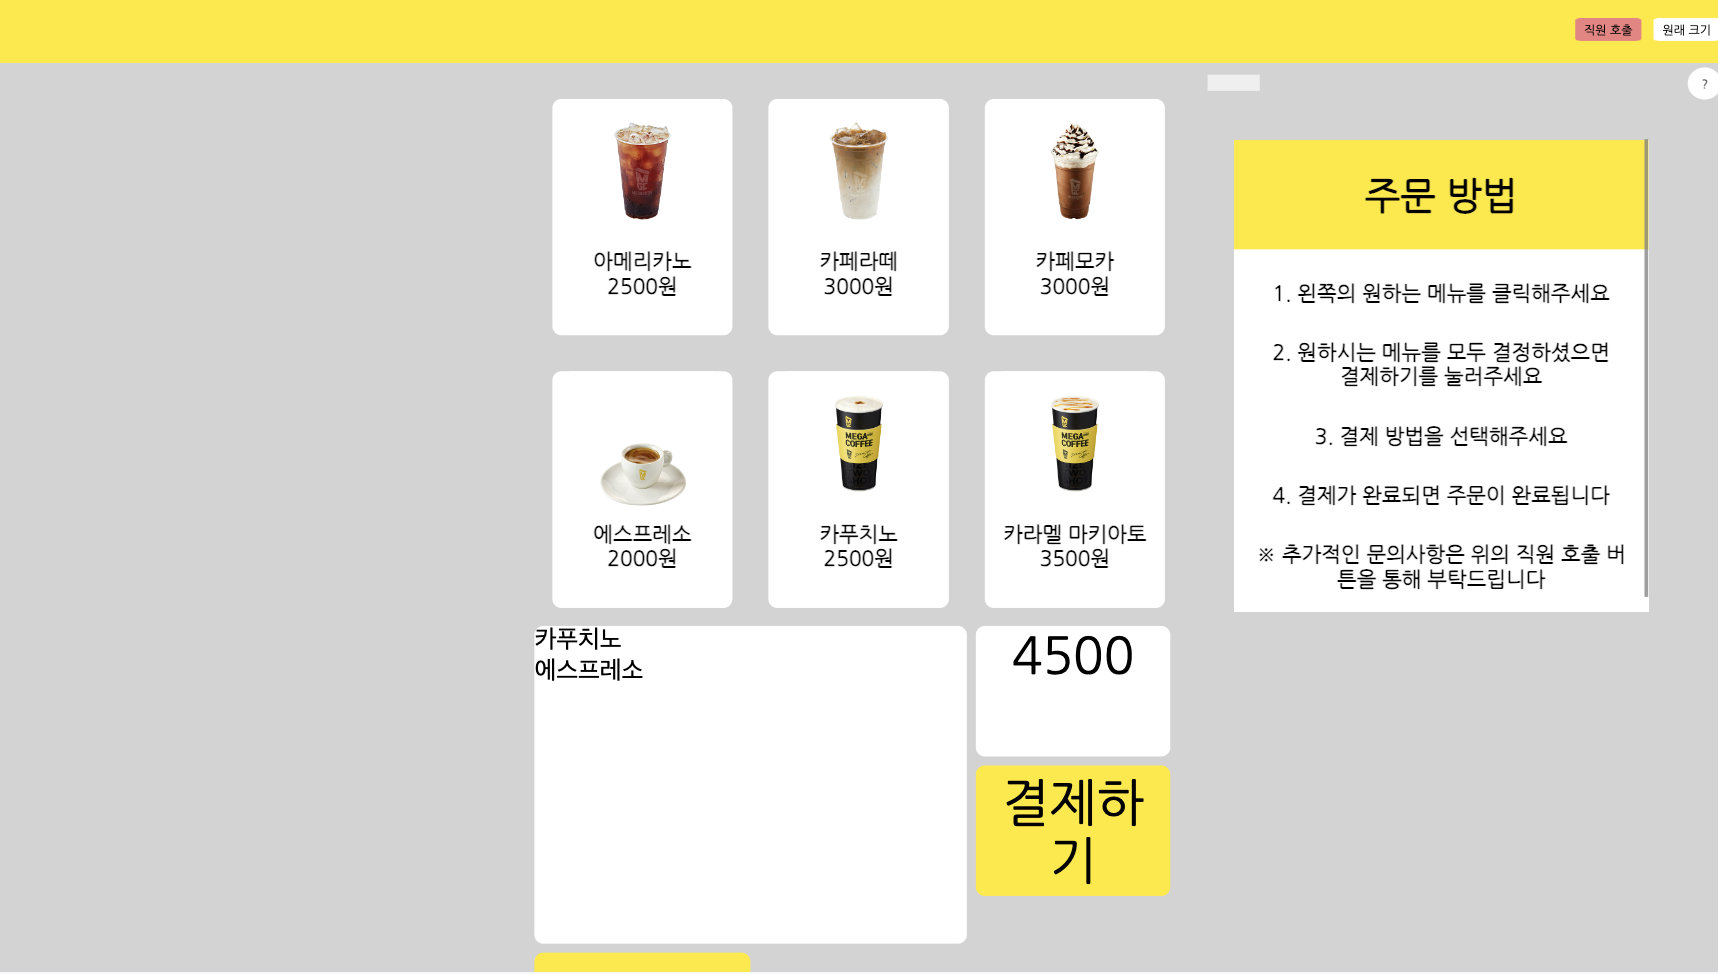 직원 호출
원래 크기
?
아메리카노
2500원
카페라떼
3000원
카페모카
3000원
MEGA
COFFEE
MEGA
COFFEE
에스프레소
2000원
카푸치노
2500원
카라멜 마키아토
3500원
카푸치노
에스프레소
4500
결제하
기
주문 방법
1. 왼쪽의 원하는 메뉴를 클릭해주세요
2. 원하시는 메뉴를 모두 결정하셨으면
결제하기를 눌러주세요
3. 결제 방법을 선택해주세요
4. 결제가 완료되면 주문이 완료됩니다
※ 추가적인 문의사항은 위의 직원 호출 버
튼을 통해 부탁드립니다